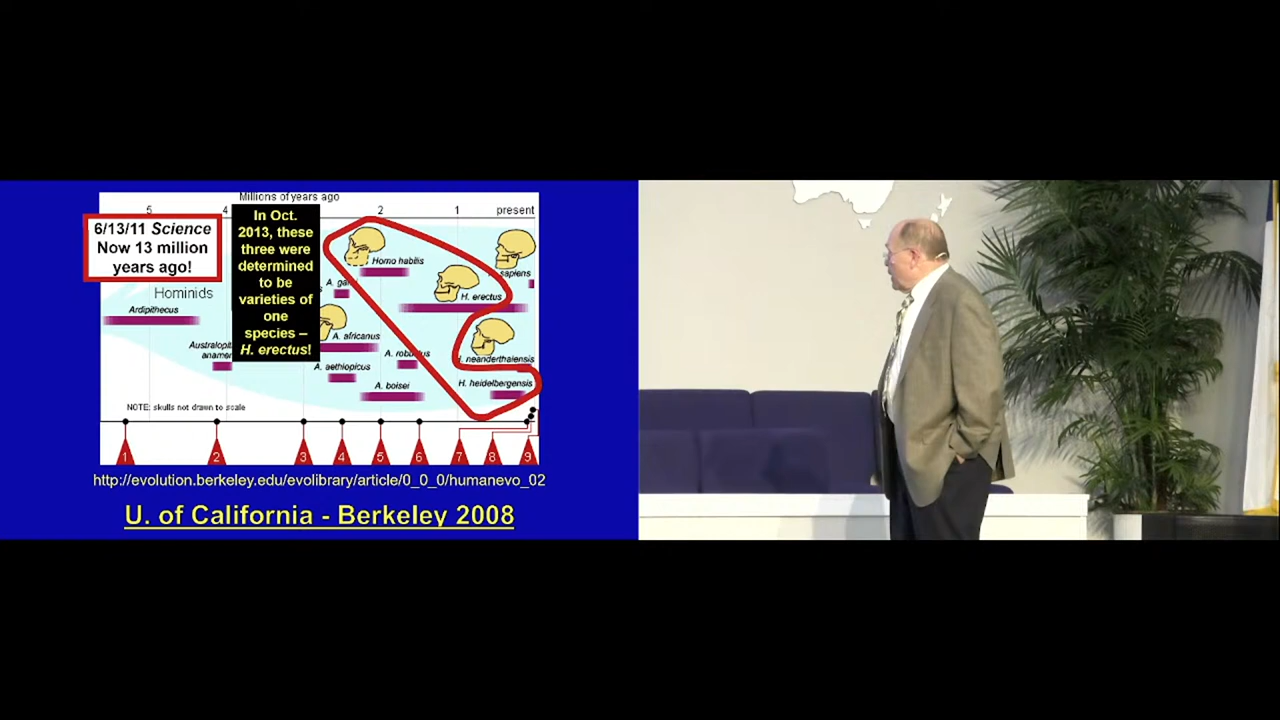 Millions of years ago
5
4
2
1
present
6/13/11 Science
Now 13 million
years ago!
In Oct.
2013, these
three were
determined
to be
varieties of
one
species –
H. erectus!
Hominids
Ardipithecus
Homo habilis
sapiens
A.
H. erectus
A. africanus
anamen
A. aethiopicus
A. boisei
H. neanderthalensis
H. heidelbergensis
NOTE: skulls not drawn to scale
1
2
3
4
5
6
7
8
9
http://evolution.berkeley.edu/evolibrary/article/0_0_0/humanevo_02
U. of California - Berkeley 2008